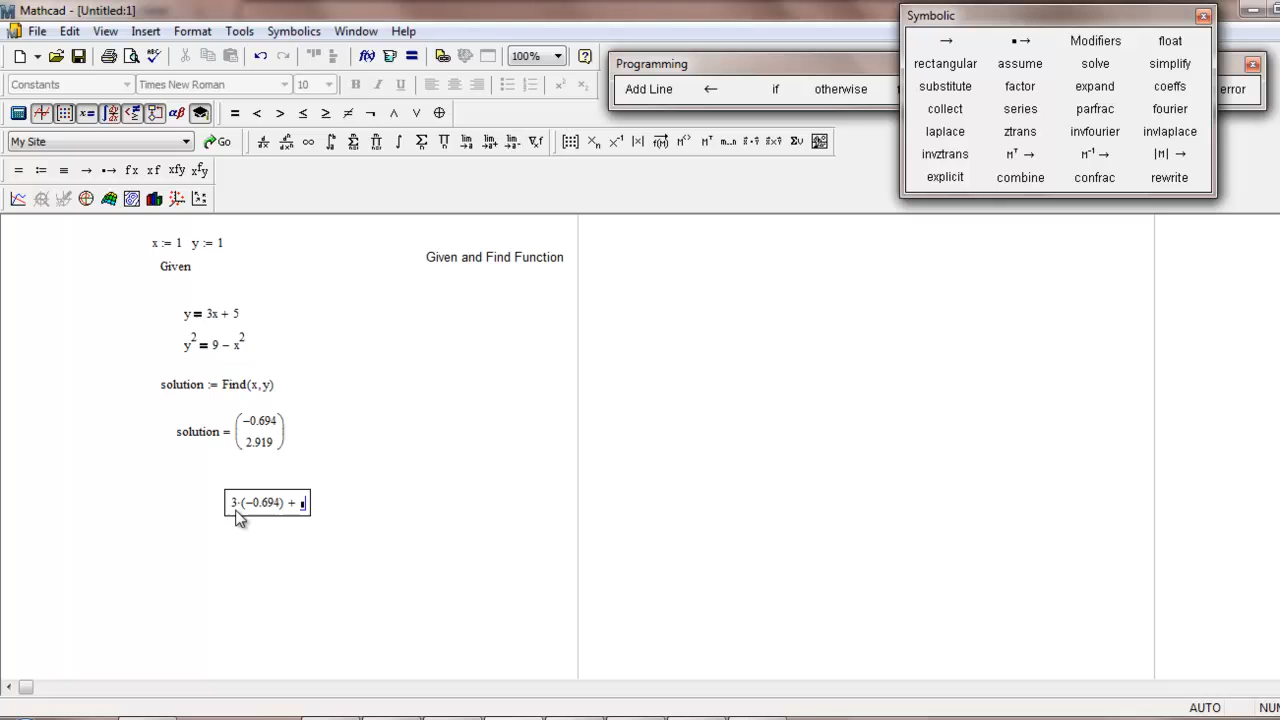 Mathcad - [Untitled:1]
File Edit View Insert Format Tools Symbolics Window Help
100%
Constants Times New Roman 10 B I U
My Site Go
Programming
Add Line ← if otherwise error
Symbolic
→ ▪ → Modifiers float
rectangular assume solve simplify
substitute factor expand coeffs
collect series parfrac fourier
laplace ztrans invfourier invlaplace
invztrans Mᵀ → M⁻¹ → |M| →
explicit combine confrac rewrite
x := 1 y := 1
Given
Given and Find Function
y = 3x + 5
y² = 9 − x²
solution := Find(x,y)
solution = (−0.694
2.919)
3·(−0.694) + ▪
AUTO NUM